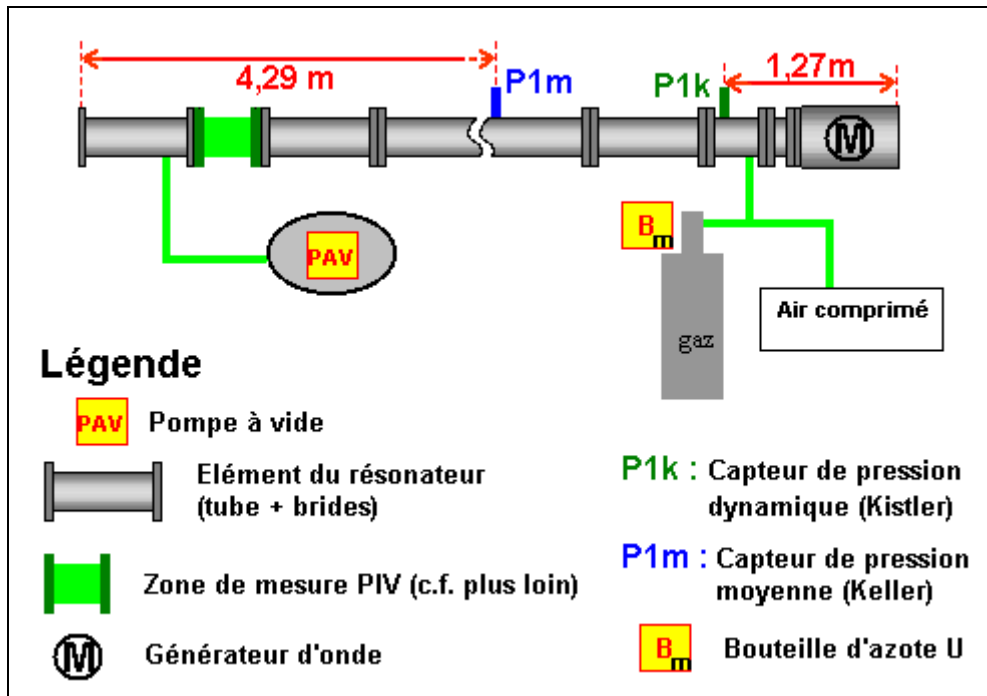 4,29 m
P1m
P1k
1,27m
M
B
m
PAV
gaz
Air comprimé
Légende
PAV
Pompe à vide
Elément du résonateur
(tube + brides)
Zone de mesure PIV (c.f. plus loin)
M
Générateur d'onde
P1k : Capteur de pression
dynamique (Kistler)
P1m : Capteur de pression
moyenne (Keller)
B
m
Bouteille d'azote U